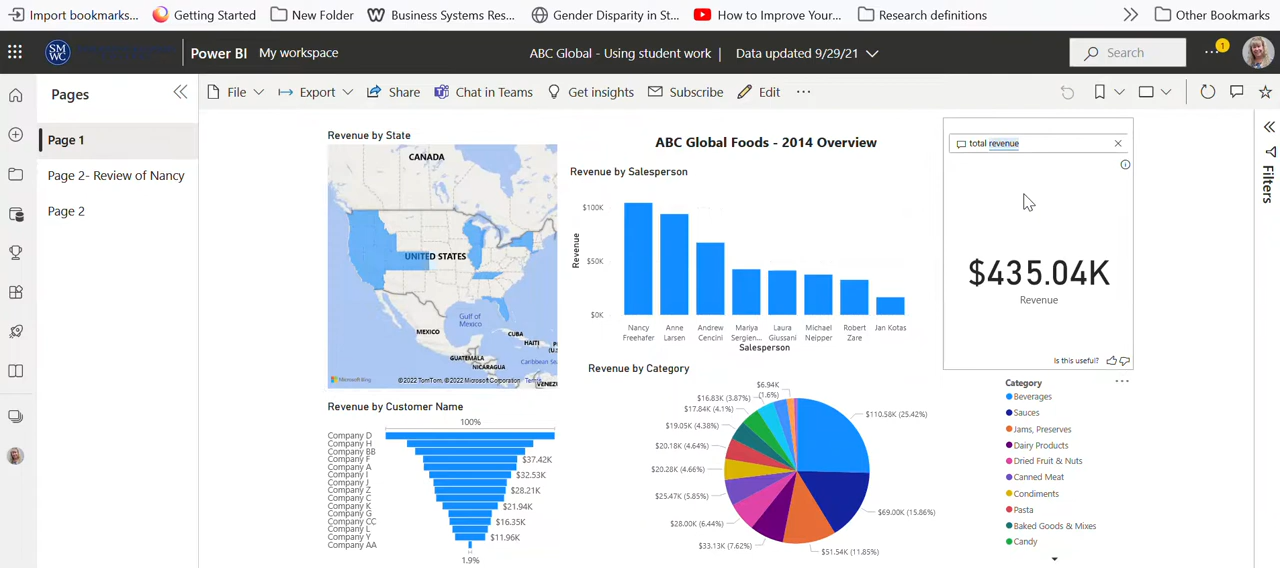 Import bookmarks...
Getting Started
New Folder
Business Systems Res...
Gender Disparity in St...
How to Improve Your...
Research definitions
Other Bookmarks
SM
WC
Power BI
My workspace
ABC Global - Using student work |
Data updated 9/29/21
Search
1
Pages
File
Export
Share
Chat in Teams
Get insights
Subscribe
Edit
Page 1
Page 2- Review of Nancy
Page 2
Filters
Revenue by State
CANADA
UNITED STATES
Gulf of
Mexico
MEXICO
CUBA
HAITI
GUATEMALA
NICARAGUA
Caribbean Se
Microsoft Bing
©2022 TomTom, ©2022 Microsoft Corporation Terms
ABC Global Foods - 2014 Overview
Revenue by Salesperson
$100K
$50K
$0K
Revenue
Nancy
Freehafer
Anne
Larsen
Andrew
Cencini
Mariya
Sergien...
Laura
Giussani
Michael
Neipper
Robert
Zare
Jan Kotas
Salesperson
total revenue
$435.04K
Revenue
Is this useful?
Revenue by Customer Name
100%
Company D
Company H
Company BB
Company F
Company A
Company I
Company J
Company Z
Company C
Company K
Company G
Company CC
Company L
Company Y
Company AA
$37.42K
$32.53K
$28.21K
$21.94K
$16.35K
$11.96K
1.9%
Revenue by Category
$6.94K
(1.6%)
$16.83K (3.87%)
$17.84K (4.1%)
$19.05K (4.38%)
$20.18K (4.64%)
$20.28K (4.66%)
$25.47K (5.85%)
$28.00K (6.44%)
$33.13K (7.62%)
$51.54K (11.85%)
$69.00K (15.86%)
$110.58K (25.42%)
Category
Beverages
Sauces
Jams, Preserves
Dairy Products
Dried Fruit & Nuts
Canned Meat
Condiments
Pasta
Baked Goods & Mixes
Candy